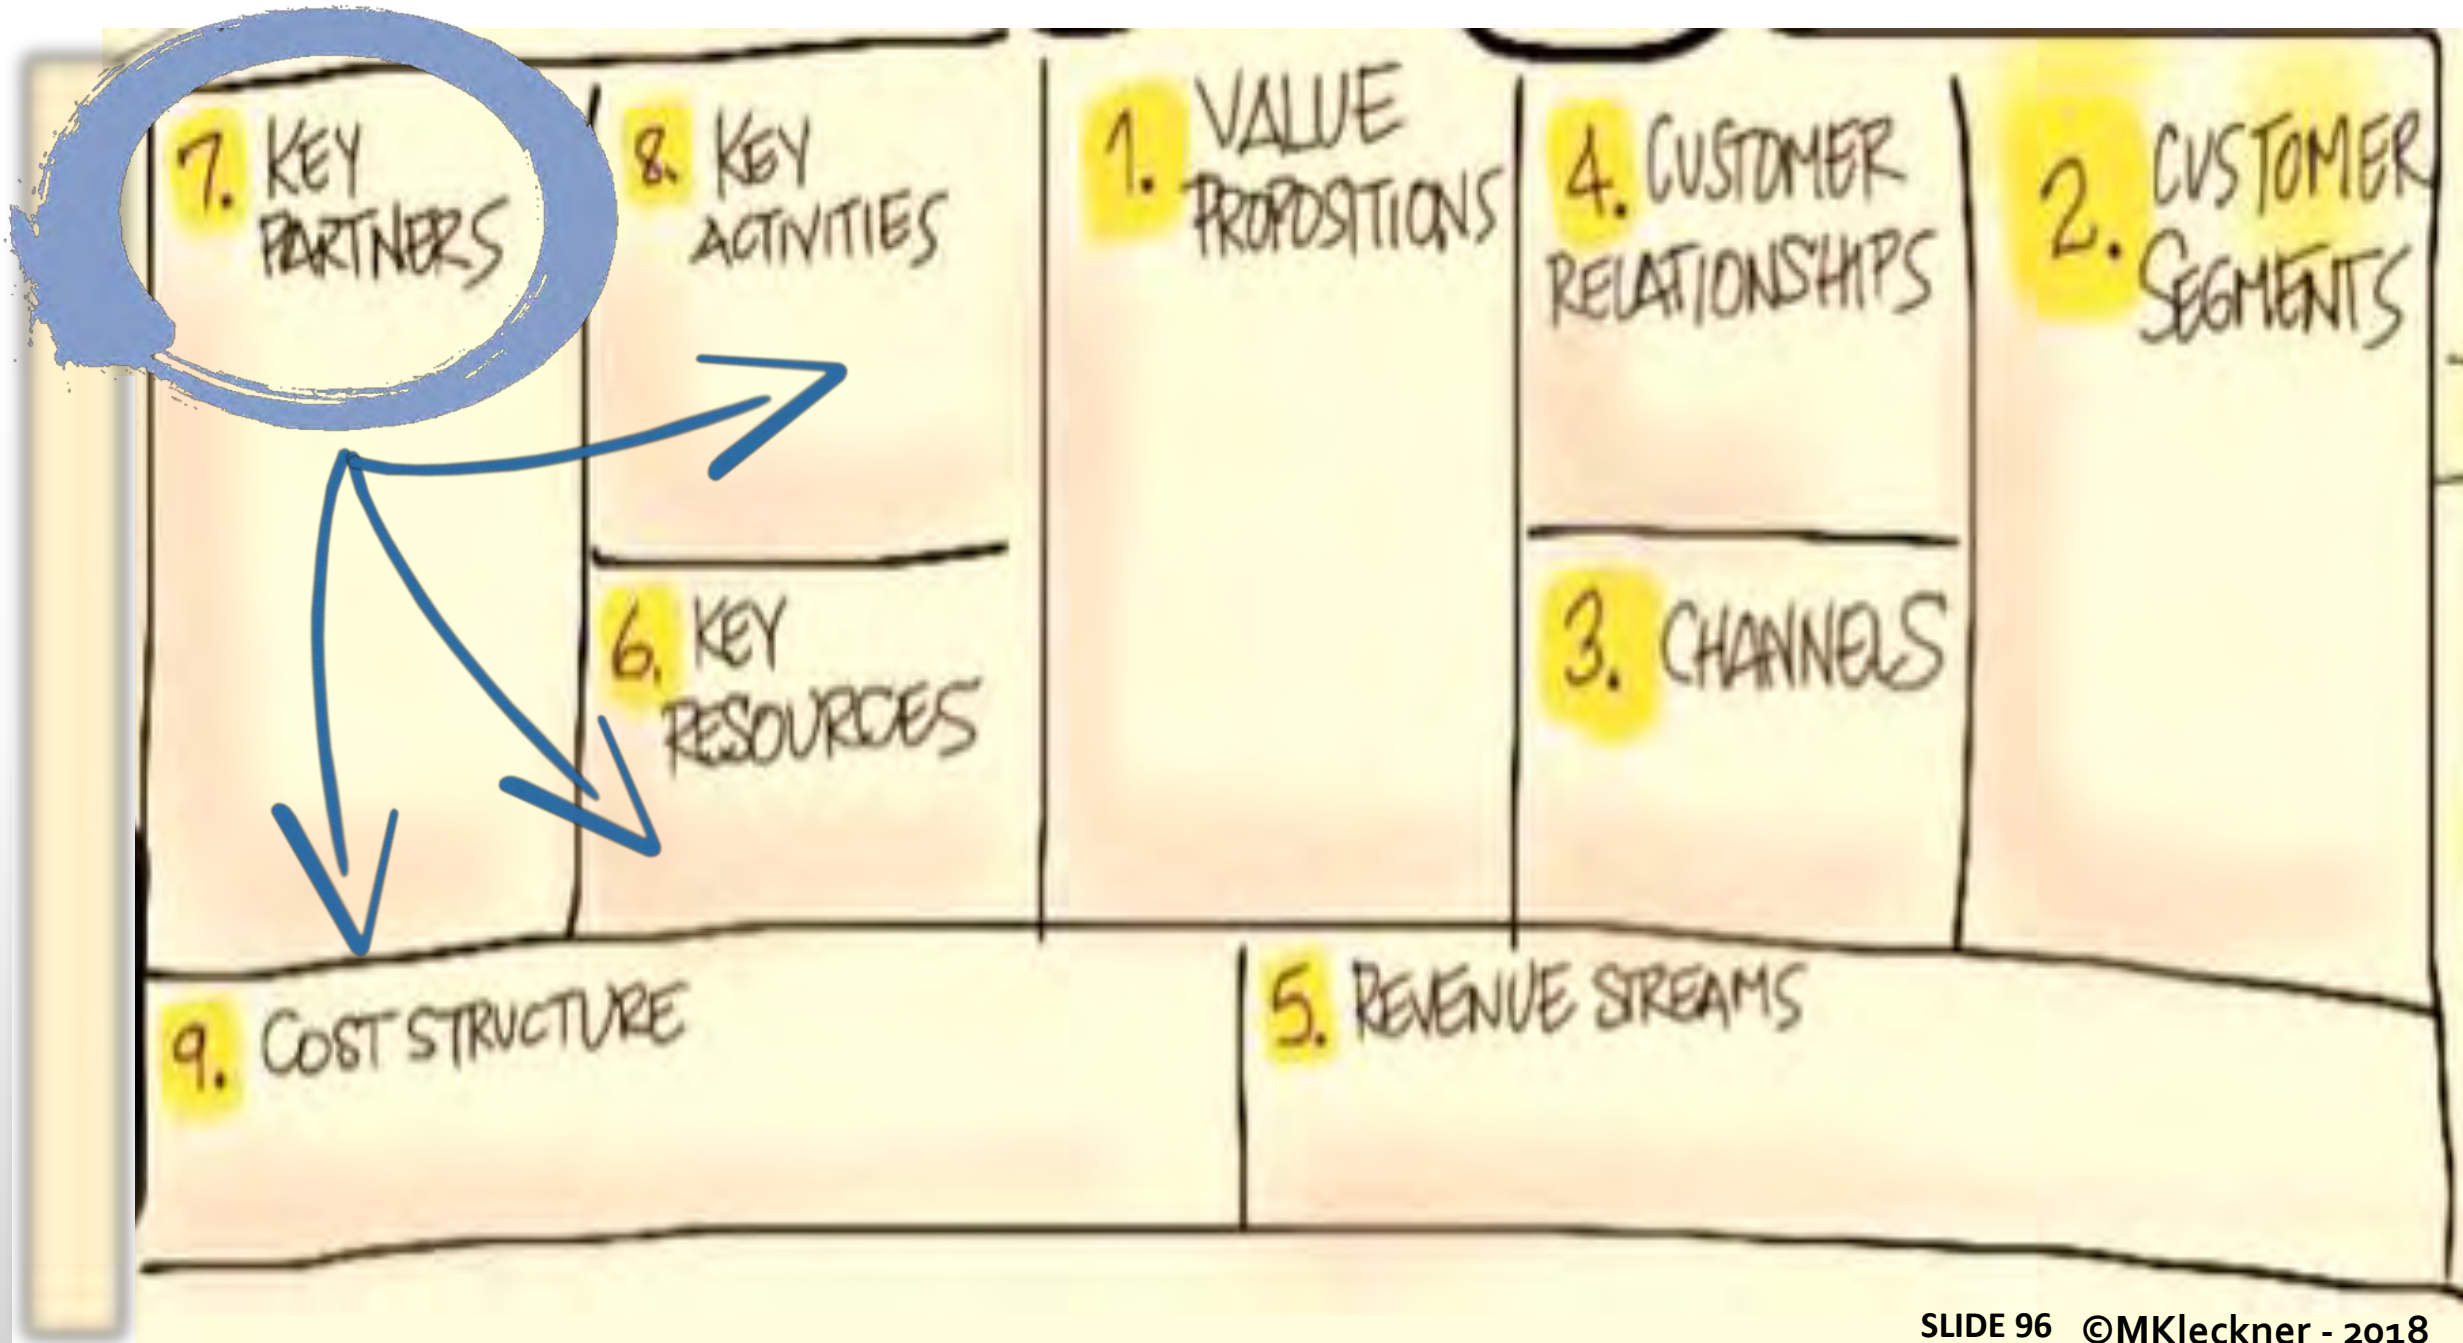 7. KEY
PARTNERS
8. KEY
ACTIVITIES
6. KEY
RESOURCES
1. VALUE
PROPOSITIONS
4. CUSTOMER
RELATIONSHIPS
3. CHANNELS
2. CUSTOMER
SEGMENTS
9. COST STRUCTURE
5. REVENUE STREAMS
SLIDE 96 ©MKleckner - 2018